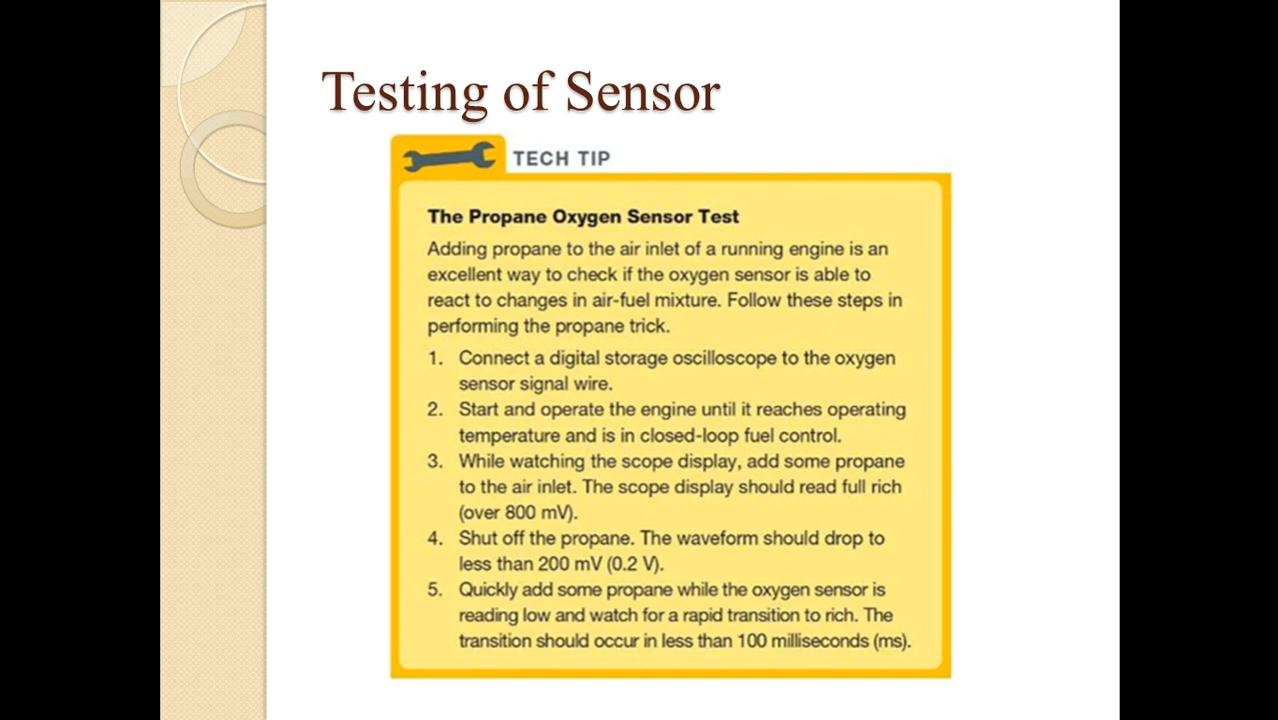 Testing of Sensor
TECH TIP
The Propane Oxygen Sensor Test
Adding propane to the air inlet of a running engine is an
excellent way to check if the oxygen sensor is able to
react to changes in air-fuel mixture. Follow these steps in
performing the propane trick.
1. Connect a digital storage oscilloscope to the oxygen
sensor signal wire.
2. Start and operate the engine until it reaches operating
temperature and is in closed-loop fuel control.
3. While watching the scope display, add some propane
to the air inlet. The scope display should read full rich
(over 800 mV).
4. Shut off the propane. The waveform should drop to
less than 200 mV (0.2 V).
5. Quickly add some propane while the oxygen sensor is
reading low and watch for a rapid transition to rich. The
transition should occur in less than 100 milliseconds (ms).